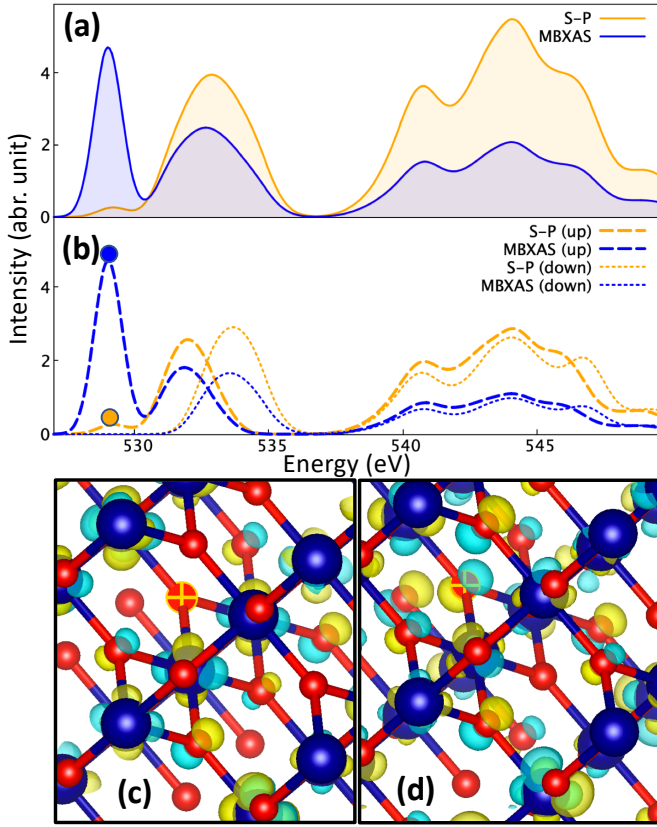 (a)
S-P
MBXAS
4
2
0
(b)
S-P (up)
MBXAS (up)
S-P (down)
MBXAS (down)
4
2
0
Intensity (abr. unit)
530
535
540
545
Energy (eV)
(c)
(d)